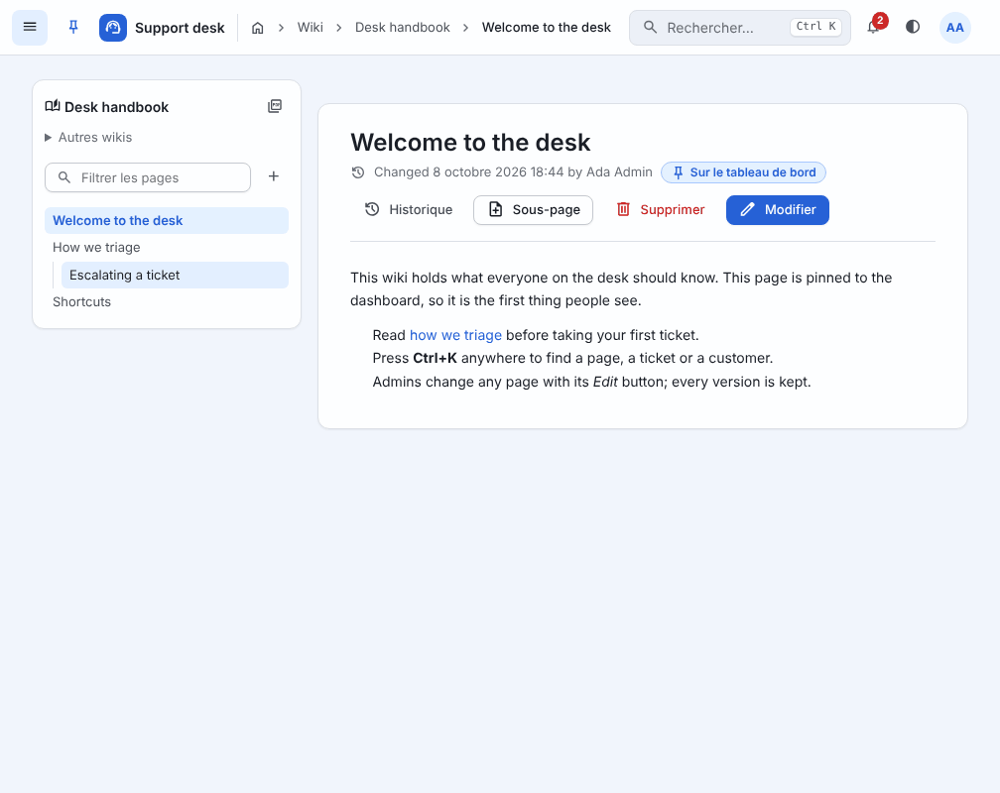 Support desk
Wiki
Desk handbook
Welcome to the desk
Rechercher...
Ctrl K
2
AA
Desk handbook
Autres wikis
Filtrer les pages
Welcome to the desk
How we triage
Escalating a ticket
Shortcuts
Welcome to the desk
Changed 8 octobre 2026 18:44 by Ada Admin
Sur le tableau de bord
Historique
Sous-page
Supprimer
Modifier
This wiki holds what everyone on the desk should know. This page is pinned to the
dashboard, so it is the first thing people see.
Read how we triage before taking your first ticket.
Press Ctrl+K anywhere to find a page, a ticket or a customer.
Admins change any page with its Edit button; every version is kept.